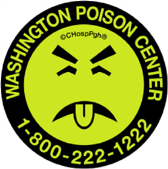 WASHINGTON POISON CENTER
©CHospPgh®
1-800-222-1222